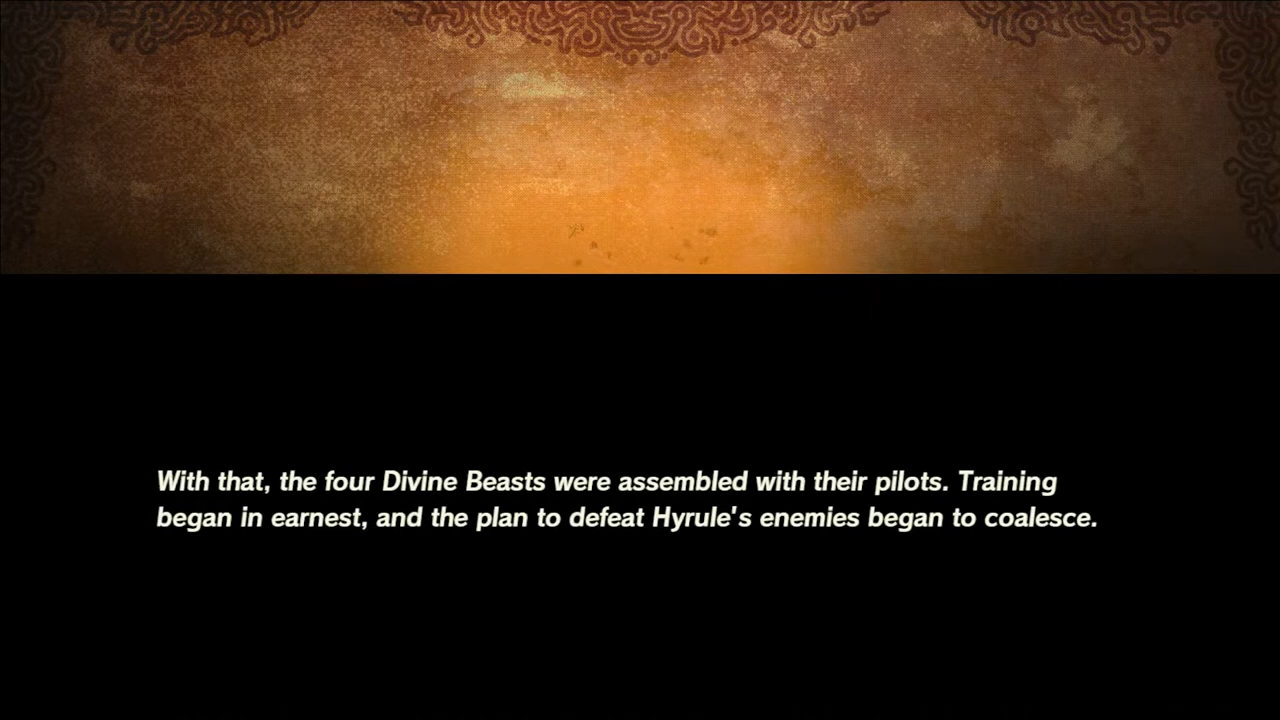 With that, the four Divine Beasts were assembled with their pilots. Training
began in earnest, and the plan to defeat Hyrule's enemies began to coalesce.